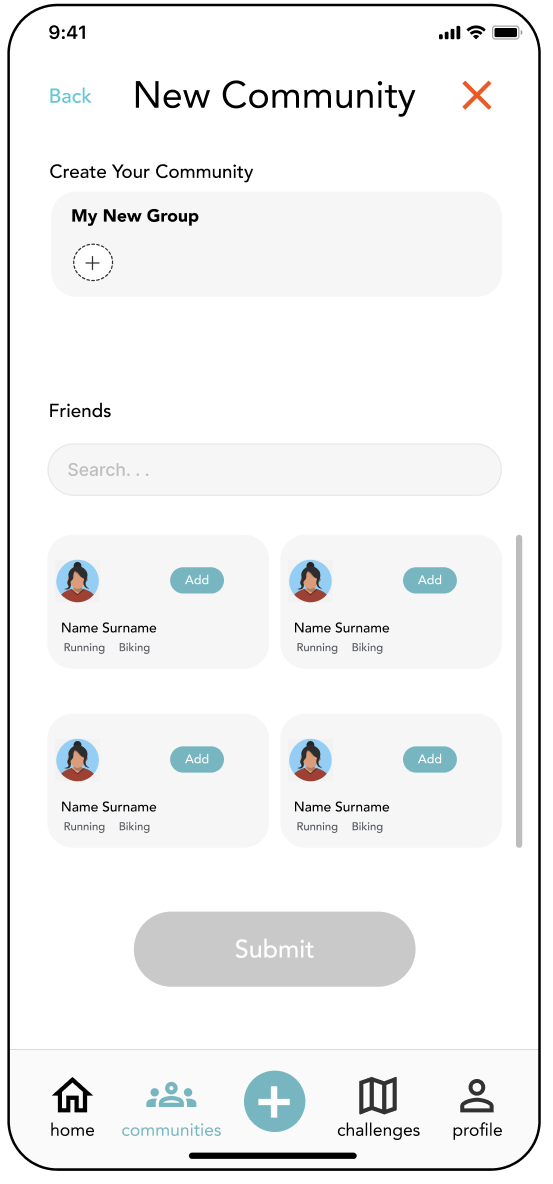 9:41
Back New Community
Create Your Community
My New Group
Friends
Search. . .
Add Add
Name Surname Name Surname
Running Biking Running Biking
Add Add
Name Surname Name Surname
Running Biking Running Biking
Submit
home communities challenges profile